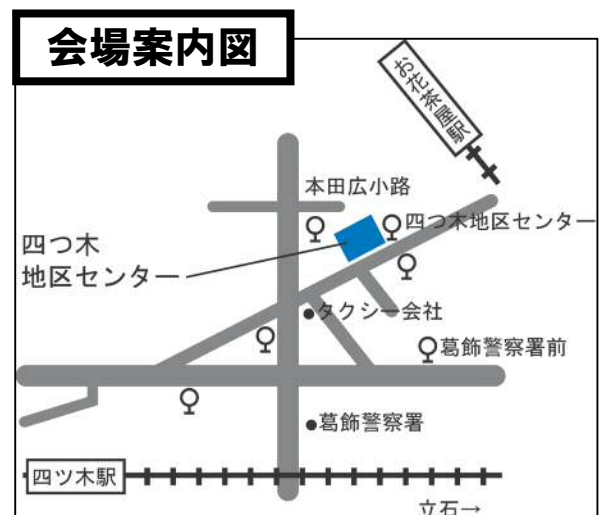 会場案内図
お花茶屋駅
本田広小路
四つ木地区センター
四つ木
地区センター
タクシー会社
葛飾警察署前
葛飾警察署
四ツ木駅
立石→